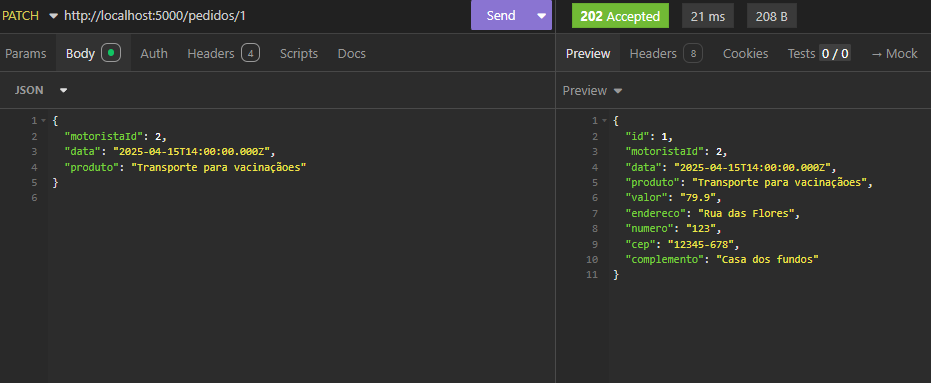 PATCH http://localhost:5000/pedidos/1 Send 202 Accepted 21 ms 208 B
Params Body Auth Headers 4 Scripts Docs Preview Headers 8 Cookies Tests 0 / 0 → Mock
JSON Preview
1 {
2 "motoristaId": 2,
3 "data": "2025-04-15T14:00:00.000Z",
4 "produto": "Transporte para vacinaçãoes"
5 }
6
1 {
2 "id": 1,
3 "motoristaId": 2,
4 "data": "2025-04-15T14:00:00.000Z",
5 "produto": "Transporte para vacinaçãoes",
6 "valor": "79.9",
7 "endereco": "Rua das Flores",
8 "numero": "123",
9 "cep": "12345-678",
10 "complemento": "Casa dos fundos"
11 }